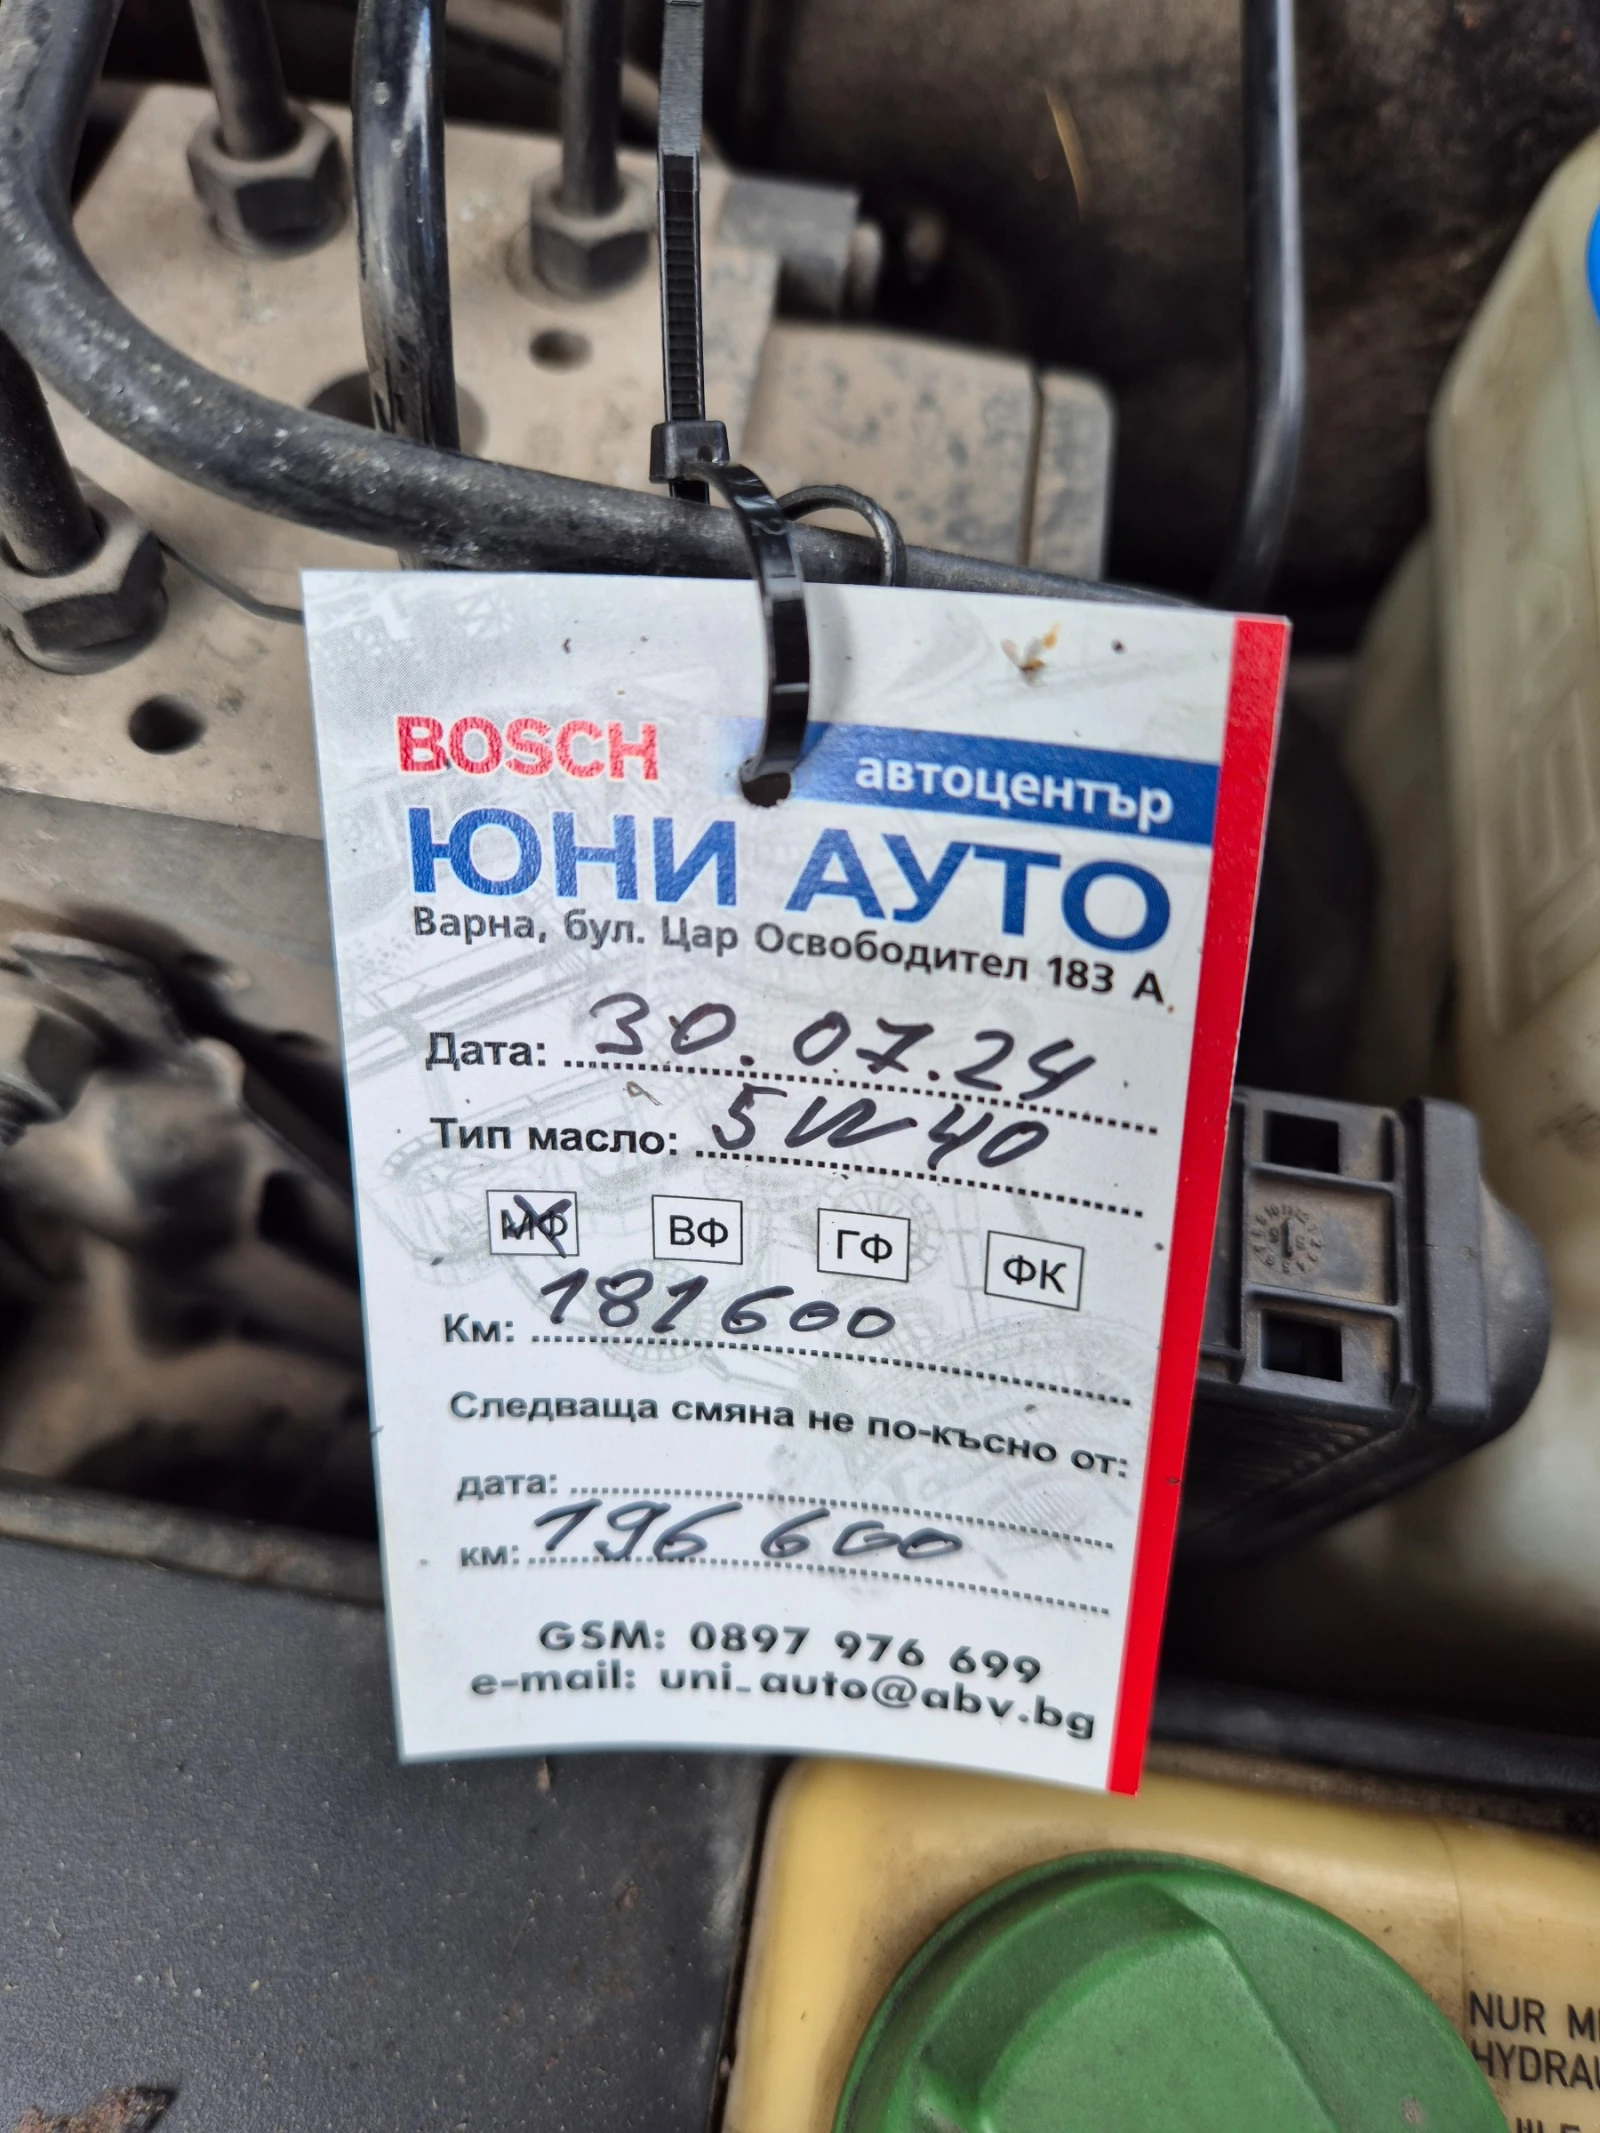 BOSCH автоцентър
ЮНИ АУТО
Варна, бул. Цар Освободител 183 А
Дата: 30.07.24
Тип масло: 5W40
МФ ВФ ГФ ФК
Км: 181600
Следваща смяна не по-късно от:
дата:
км: 196 600
GSM: 0897 976 699
e-mail: uni_auto@abv.bg
NUR